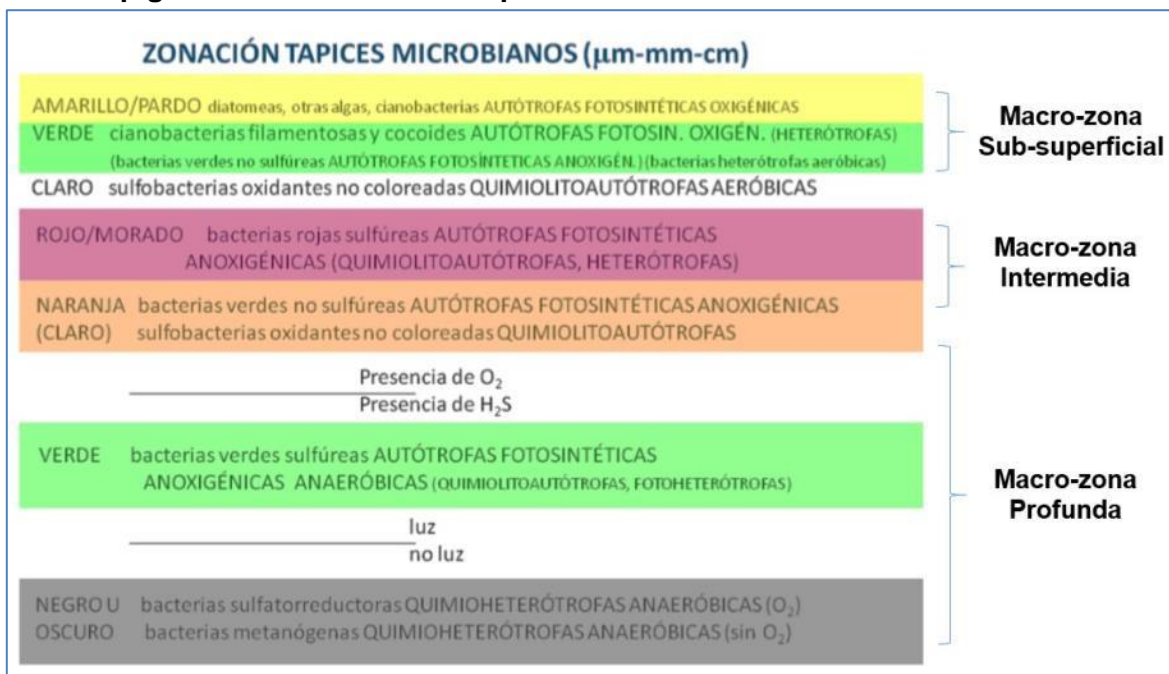 ZONACIÓN TAPICES MICROBIANOS (μm-mm-cm)
AMARILLO/PARDO diatomeas, otras algas, cianobacterias AUTÓTROFAS FOTOSINTÉTICAS OXIGÉNICAS
VERDE cianobacterias filamentosas y cocoides AUTÓTROFAS FOTOSIN. OXIGÉN. (HETERÓTROFAS)
(bacterias verdes no sulfúreas AUTÓTROFAS FOTOSÍNTETICAS ANOXIGÉN.) (bacterias heterótrofas aeróbicas)
Macro-zona
Sub-superficial
CLARO sulfobacterias oxidantes no coloreadas QUIMIOLITOAUTÓTROFAS AERÓBICAS
ROJO/MORADO bacterias rojas sulfúreas AUTÓTROFAS FOTOSINTÉTICAS
ANOXIGÉNICAS (QUIMIOLITOAUTÓTROFAS, HETERÓTROFAS)
Macro-zona
Intermedia
NARANJA bacterias verdes no sulfúreas AUTÓTROFAS FOTOSINTÉTICAS ANOXIGÉNICAS
(CLARO) sulfobacterias oxidantes no coloreadas QUIMIOLITOAUTÓTROFAS
Presencia de O₂
Presencia de H₂S
VERDE bacterias verdes sulfúreas AUTÓTROFAS FOTOSINTÉTICAS
ANOXIGÉNICAS ANAERÓBICAS (QUIMIOLITOAUTÓTROFAS, FOTOHETERÓTROFAS)
Macro-zona
Profunda
luz
no luz
NEGRO U bacterias sulfatorreductoras QUIMIOHETERÓTROFAS ANAERÓBICAS (O₂)
OSCURO bacterias metanógenas QUIMIOHETERÓTROFAS ANAERÓBICAS (sin O₂)